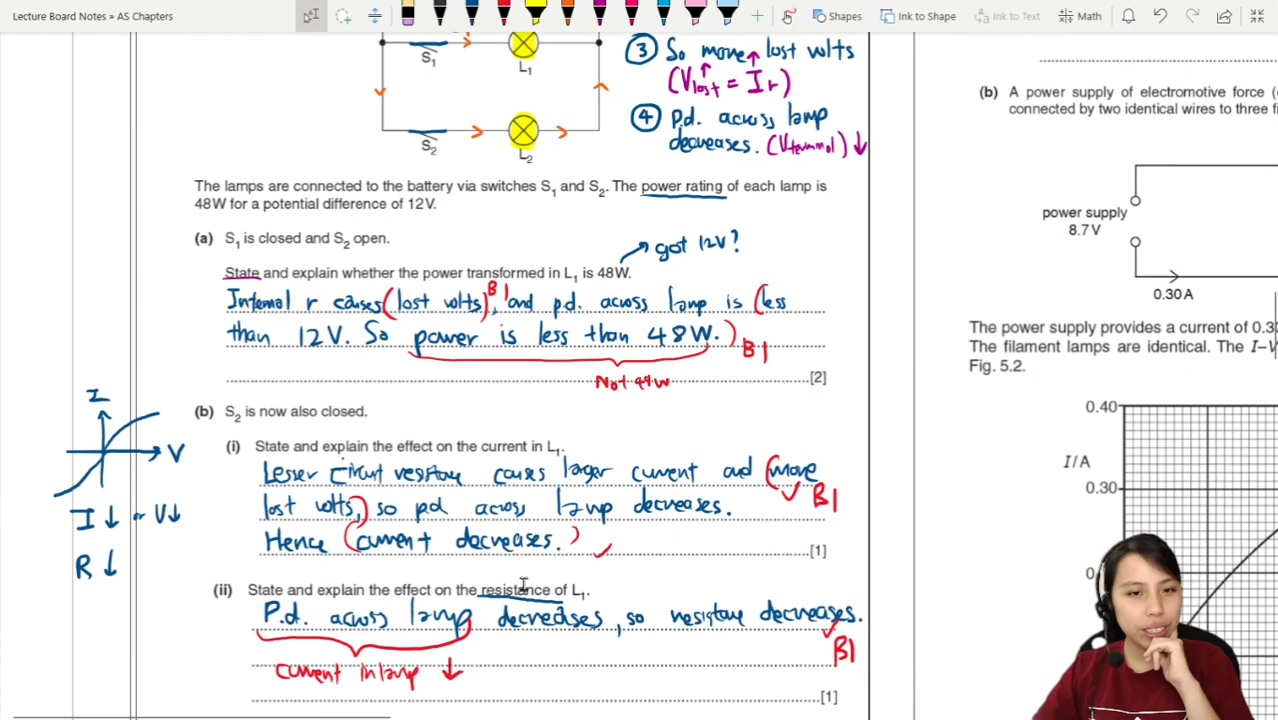 Lecture Board Notes » AS Chapters
Shapes
Ink to Shape
Ink to Text
Math
S1
L1
S2
L2
③ So more lost volts
(Vlost = Ir)
④ P.d. across lamp
decreases. (Vterminal) ↓
The lamps are connected to the battery via switches S1 and S2. The power rating of each lamp is
48W for a potential difference of 12V.
(a) S1 is closed and S2 open.
→ got 12V?
State and explain whether the power transformed in L1 is 48W.
Internal r causes (lost volts) B1, and p.d. across lamp is (less
than 12V. So power is less than 48W.) B1
Not 48W
[2]
(b) S2 is now also closed.
(i) State and explain the effect on the current in L1.
Lesser circuit resistance causes larger current and (more
lost volts,) so pd across lamp decreases. B1
Hence (current decreases.)
[1]
I
V
I ↓ or V↓
R ↓
(ii) State and explain the effect on the resistance of L1.
P.d. across lamp decreases, so resistance decreases.
B1
current in lamp ↓
[1]
(b) A power supply of electromotive force (
connected by two identical wires to three fi
power supply
8.7V
0.30A
The power supply provides a current of 0.3
The filament lamps are identical. The I–V
Fig. 5.2.
0.40
I/A
0.30